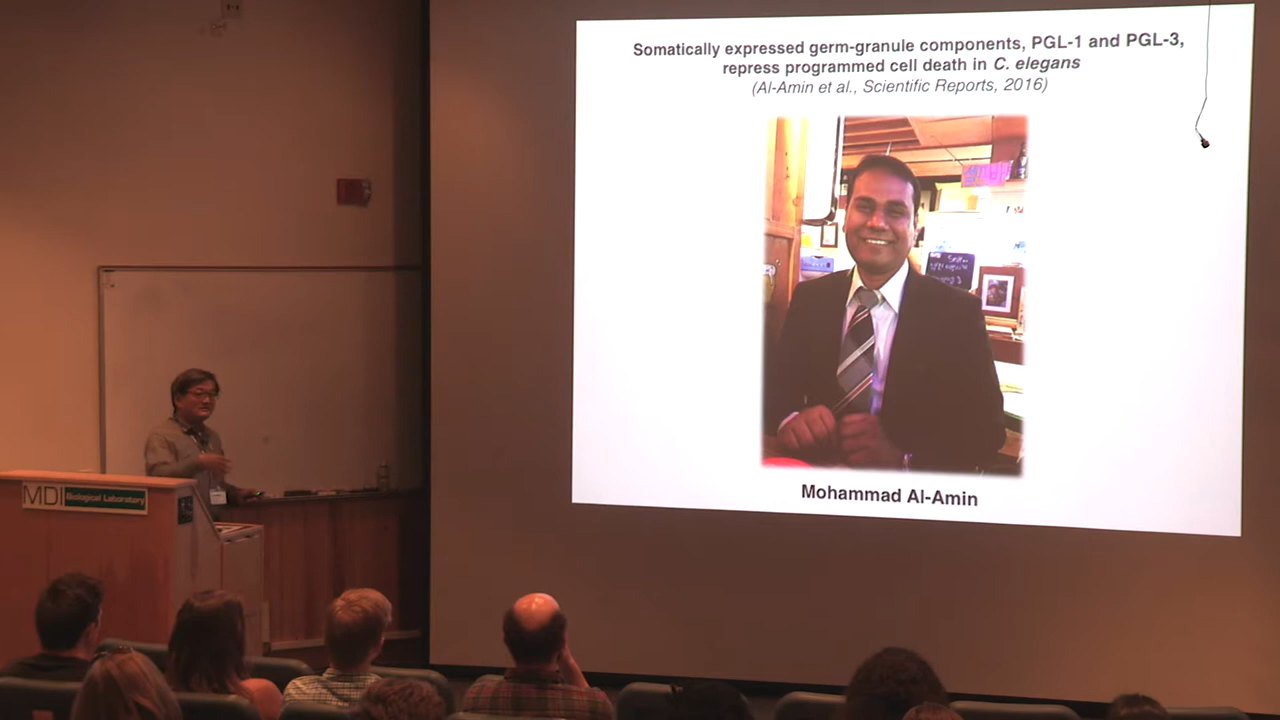 Somatically expressed germ-granule components, PGL-1 and PGL-3,
repress programmed cell death in C. elegans
(Al-Amin et al., Scientific Reports, 2016)
Mohammad Al-Amin
MDI Biological Laboratory